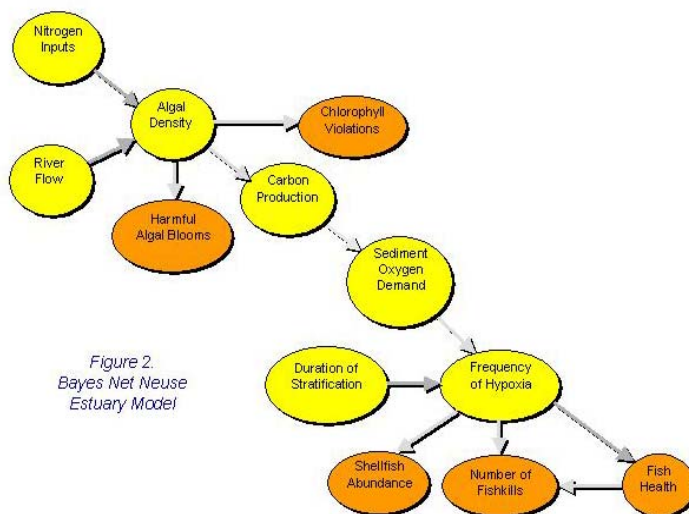 Nitrogen
Inputs
Algal
Density
Chlorophyll
Violations
River
Flow
Carbon
Production
Harmful
Algal Blooms
Sediment
Oxygen
Demand
Figure 2.
Bayes Net Neuse
Estuary Model
Duration of
Stratification
Frequency
of Hypoxia
Shellfish
Abundance
Number of
Fishkills
Fish
Health